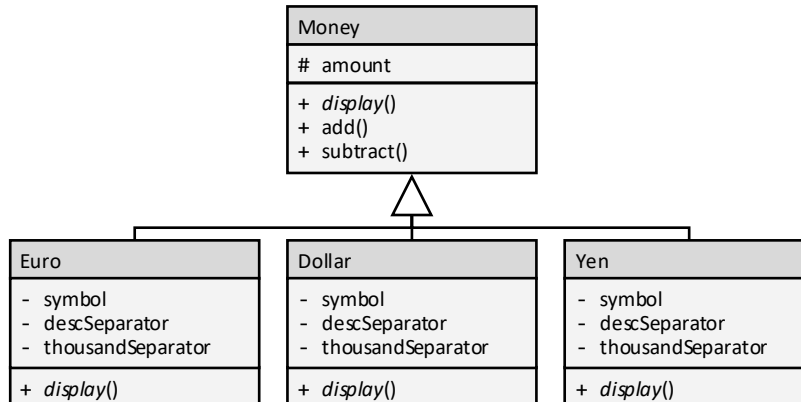 Money
# amount
+ display()
+ add()
+ subtract()
Euro
- symbol
- descSeparator
- thousandSeparator
+ display()
Dollar
- symbol
- descSeparator
- thousandSeparator
+ display()
Yen
- symbol
- descSeparator
- thousandSeparator
+ display()